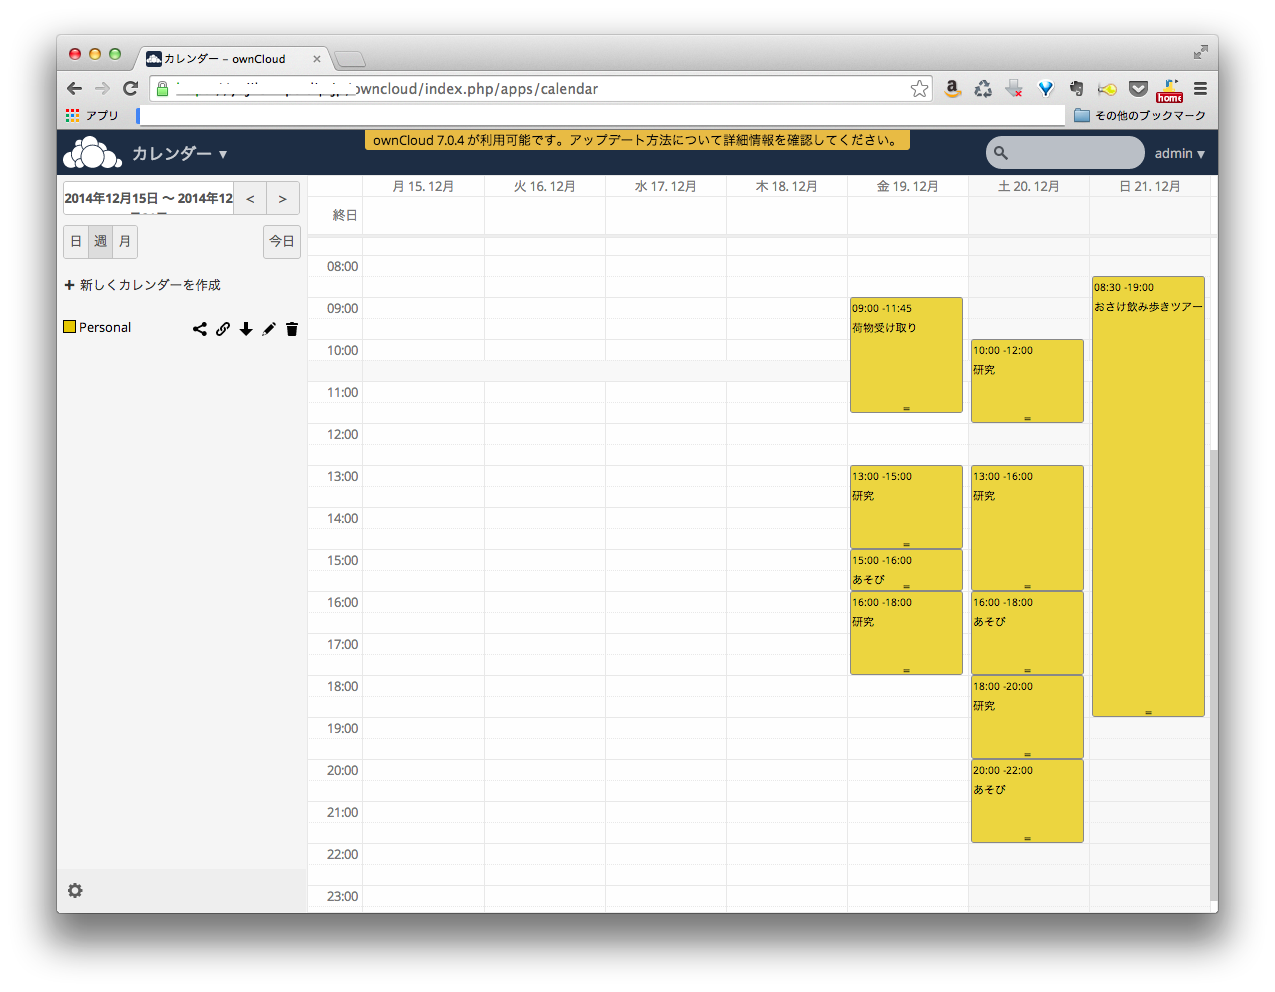 カレンダー – ownCloud
owncloud/index.php/apps/calendar
home
アプリ
その他のブックマーク
カレンダー ▼
ownCloud 7.0.4 が利用可能です。アップデート方法について詳細情報を確認してください。
admin ▼
2014年12月15日 ～ 2014年12
< >
日 週 月
今日
+ 新しくカレンダーを作成
Personal
月 15. 12月
火 16. 12月
水 17. 12月
木 18. 12月
金 19. 12月
土 20. 12月
日 21. 12月
終日
08:00
09:00
10:00
11:00
12:00
13:00
14:00
15:00
16:00
17:00
18:00
19:00
20:00
21:00
22:00
23:00
09:00 -11:45
荷物受け取り
13:00 -15:00
研究
15:00 -16:00
あそび
16:00 -18:00
研究
10:00 -12:00
研究
13:00 -16:00
研究
16:00 -18:00
あそび
18:00 -20:00
研究
20:00 -22:00
あそび
08:30 -19:00
おさけ飲み歩きツアー